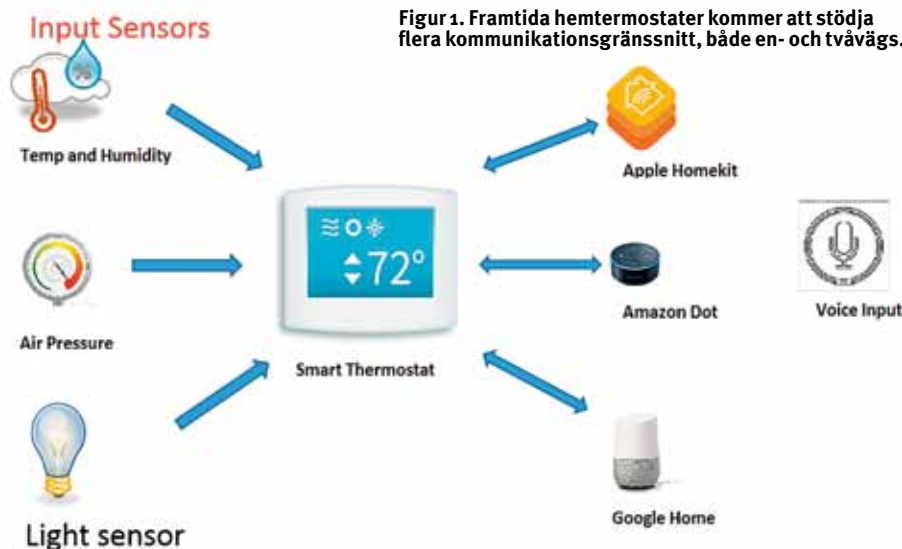 Input Sensors
Figur 1. Framtida hemtermostater kommer att stödja
flera kommunikationsgränssnitt, både en- och tvåvägs.
%
Temp and Humidity
Apple Homekit
72°
Air Pressure
Amazon Dot
Voice Input
Smart Thermostat
Light sensor
Google Home